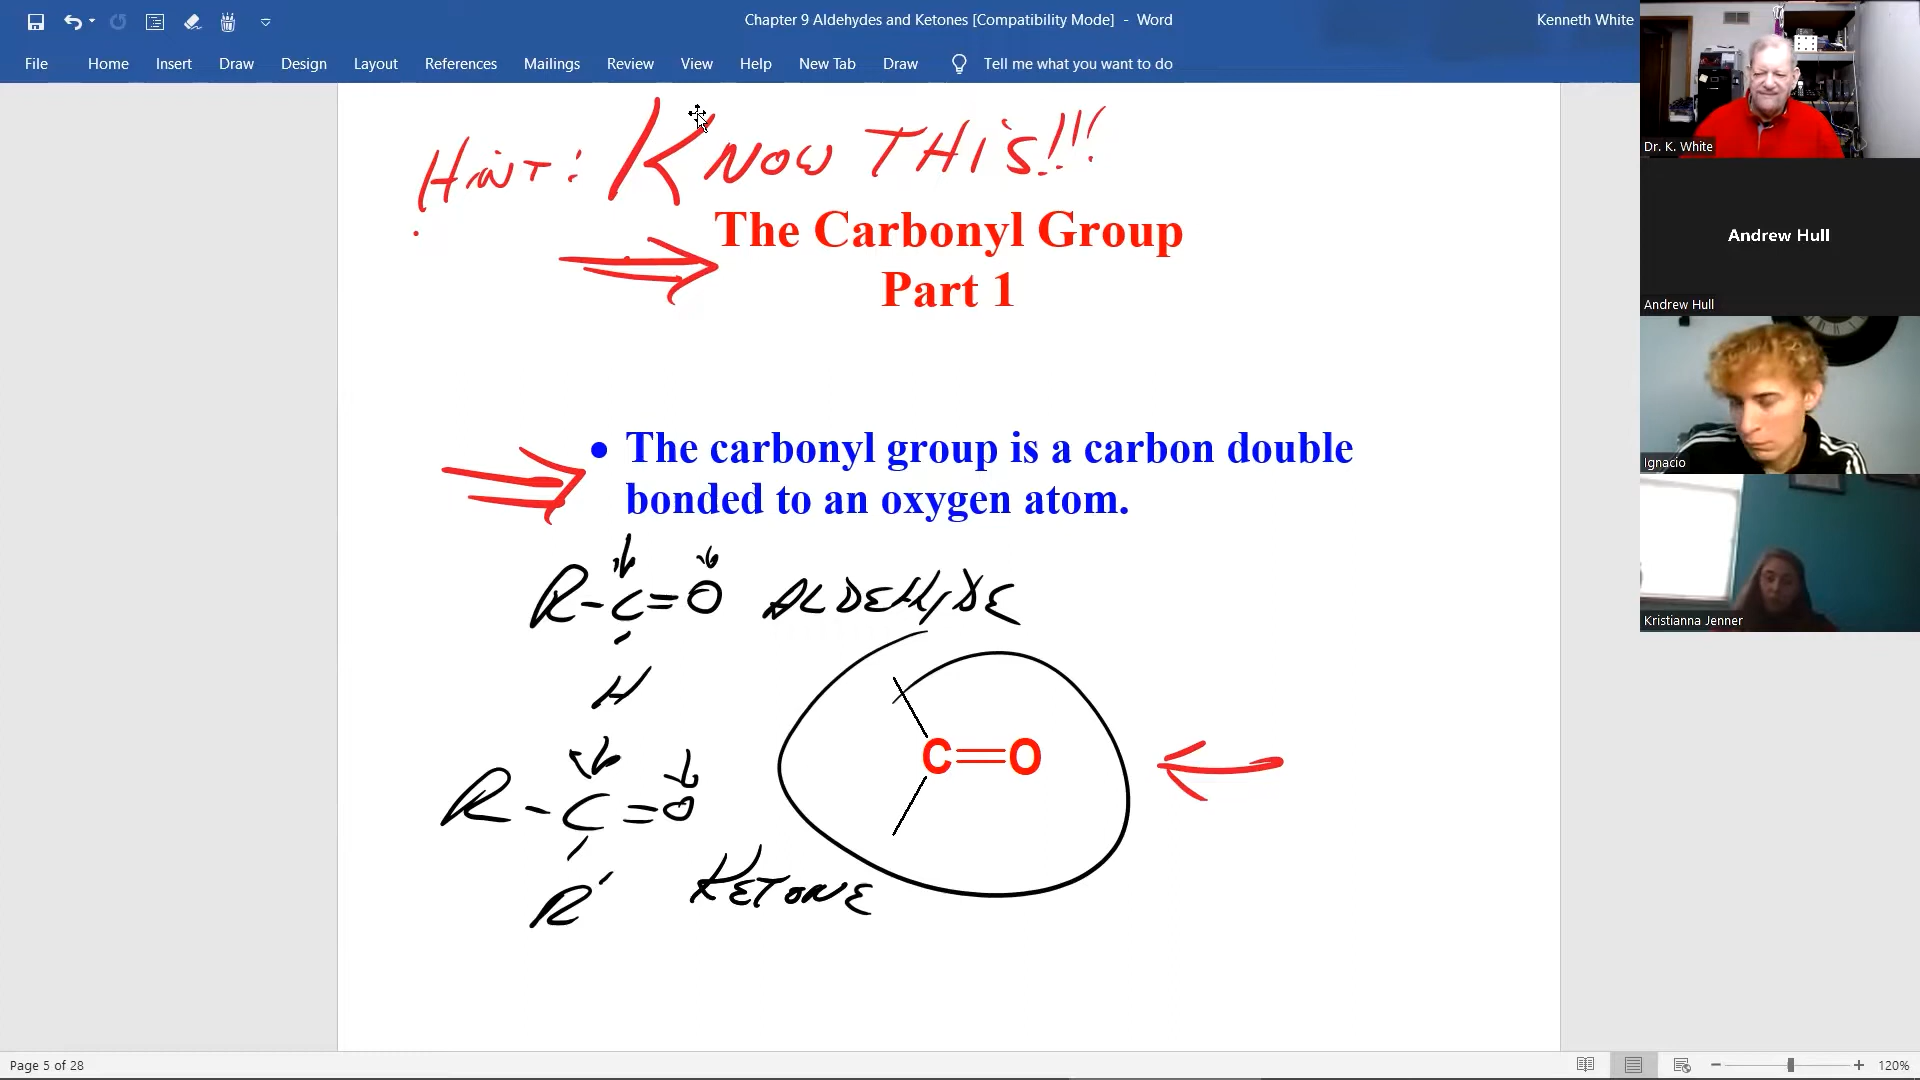 Chapter 9 Aldehydes and Ketones [Compatibility Mode] - Word
Kenneth White
File Home Insert Draw Design Layout References Mailings Review View Help New Tab Draw Tell me what you want to do
Hint: KNOW THIS!!!
The Carbonyl Group
Part 1
• The carbonyl group is a carbon double
bonded to an oxygen atom.
R-C=O ALDEHYDE
H
C=O
R-C=O
R'
KETONE
Dr. K. White
Andrew Hull
Andrew Hull
Ignacio
Kristianna Jenner
Page 5 of 28
120%